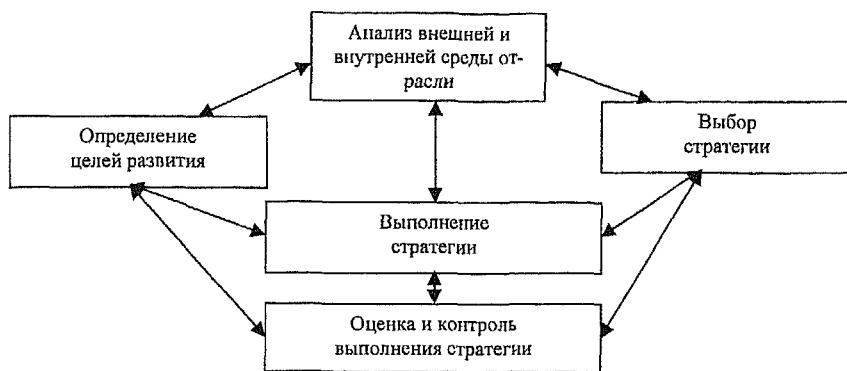 Анализ внешней и
внутренней среды от-
расли
Определение
целей развития
Выбор
стратегии
Выполнение
стратегии
Оценка и контроль
выполнения стратегии